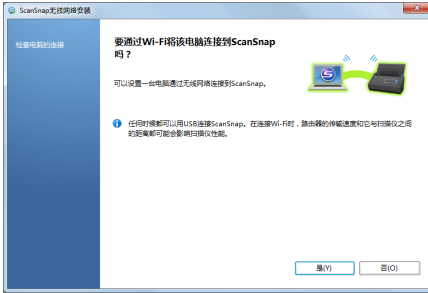 ScanSnap无线网络安装
检查电脑的连接
要通过Wi-Fi将该电脑连接到ScanSnap
吗？
可以设置一台电脑通过无线网络连接到ScanSnap。
任何时候都可以用USB连接ScanSnap。在连接Wi-Fi时，路由器的传输速度和它与扫描仪之间
的距离都可能会影响扫描仪性能。
是(Y)
否(O)